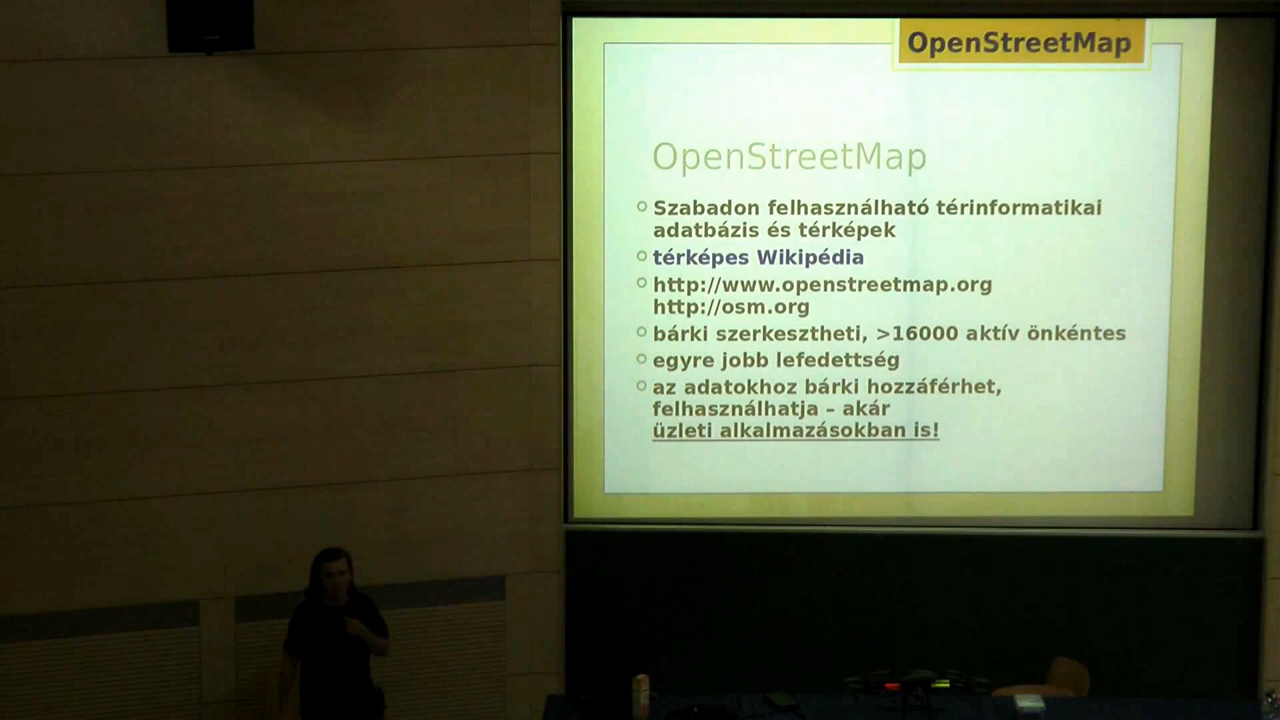 OpenStreetMap
OpenStreetMap
Szabadon felhasználható térinformatikai
adatbázis és térképek
térképes Wikipédia
http://www.openstreetmap.org
http://osm.org
bárki szerkesztheti, >16000 aktív önkéntes
egyre jobb lefedettség
az adatokhoz bárki hozzáférhet,
felhasználhatja – akár
üzleti alkalmazásokban is!